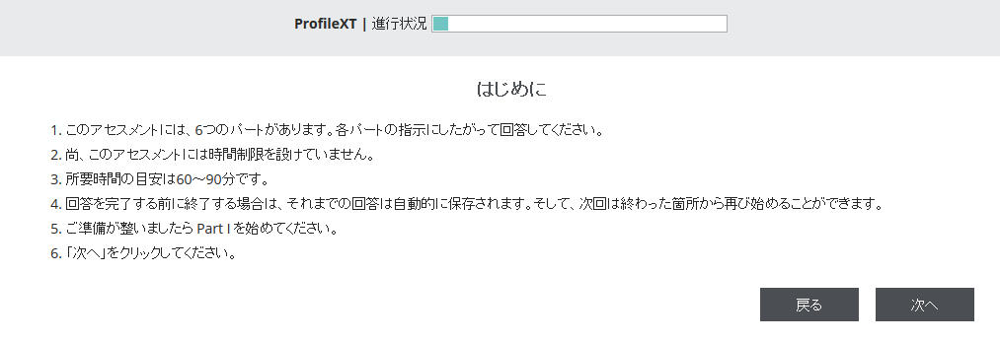 ProfileXT | 進行状況
はじめに
1. このアセスメントには、6つのパートがあります。各パートの指示にしたがって回答してください。
2. 尚、このアセスメントには時間制限を設けていません。
3. 所要時間の目安は60～90分です。
4. 回答を完了する前に終了する場合は、それまでの回答は自動的に保存されます。そして、次回は終わった箇所から再び始めることができます。
5. ご準備が整いましたら Part I を始めてください。
6. 「次へ」をクリックしてください。
戻る 次へ